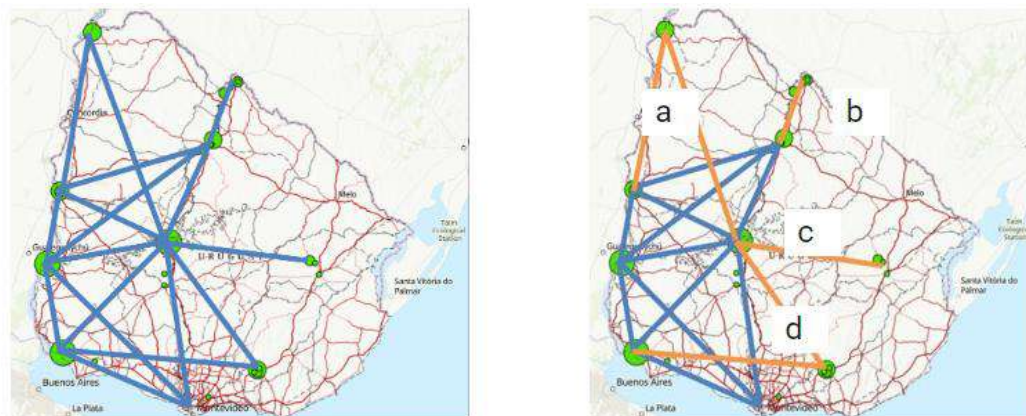 Concordia
Melo
Taim
Ecological
Station
URUGU
Santa Vitória do
Palmar
Buenos Aires
La Plata
Montevideo
a
b
Melo
c
Taim
Ecological
Station
Santa Vitória do
Palmar
d
Buenos Aires
La Plata
Montevideo